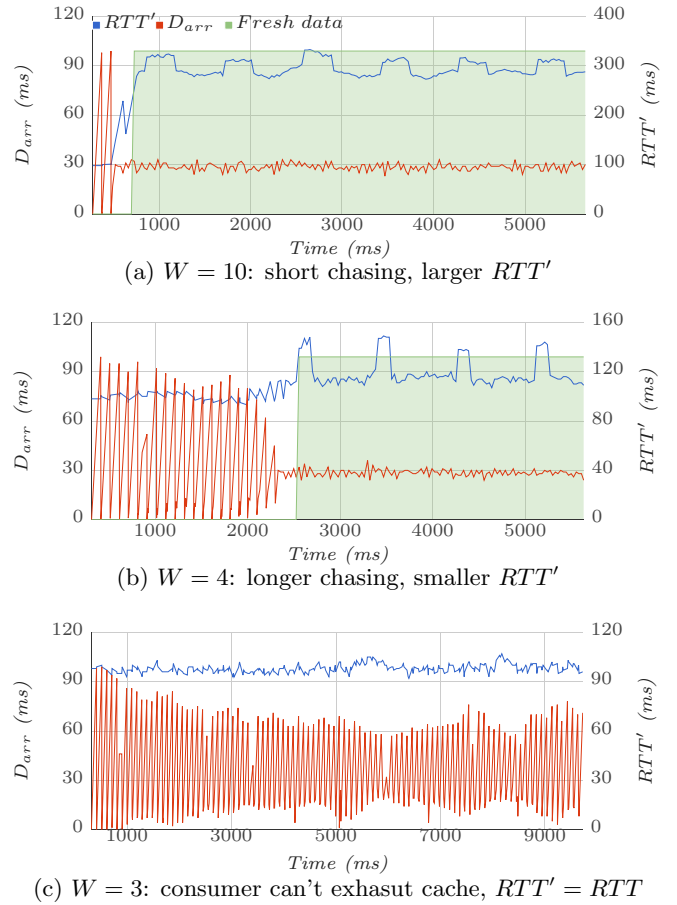 120 RTT′ D_arr Fresh data 400
90 300
60 200
30 100
0 0
D_arr (ms)
RTT′ (ms)
1000 2000 3000 4000 5000
Time (ms)
(a) W = 10: short chasing, larger RTT′
120 160
90 120
60 80
30 40
0 0
D_arr (ms)
RTT′ (ms)
1000 2000 3000 4000 5000
Time (ms)
(b) W = 4: longer chasing, smaller RTT′
120 120
90 90
60 60
30 30
0 0
D_arr (ms)
RTT′ (ms)
1000 3000 5000 7000 9000
Time (ms)
(c) W = 3: consumer can't exhasut cache, RTT′ = RTT